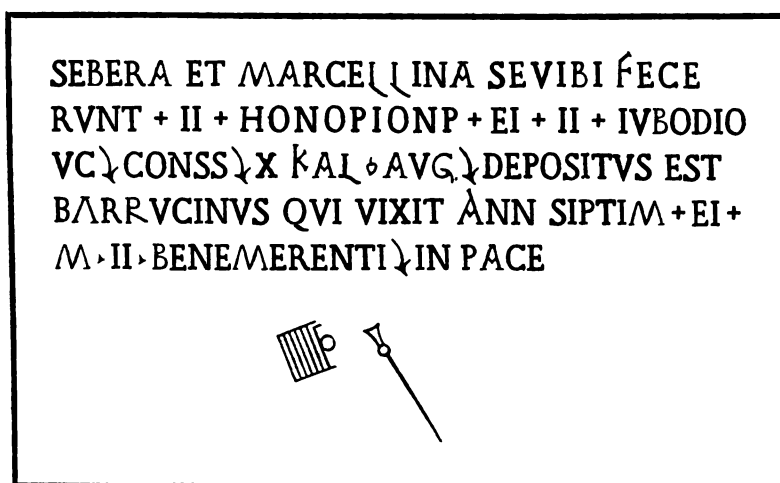 SEBERA ET MARCELLINA SEVIBI FECE
RVNT + II + HONOPIONP + EI + II + IVBODIO
VC CONSS X KAL AVG. DEPOSITVS EST
BARRVCINVS QVI VIXIT ANN SIPTIM + EI +
M · II · BENEMERENTI IN PACE